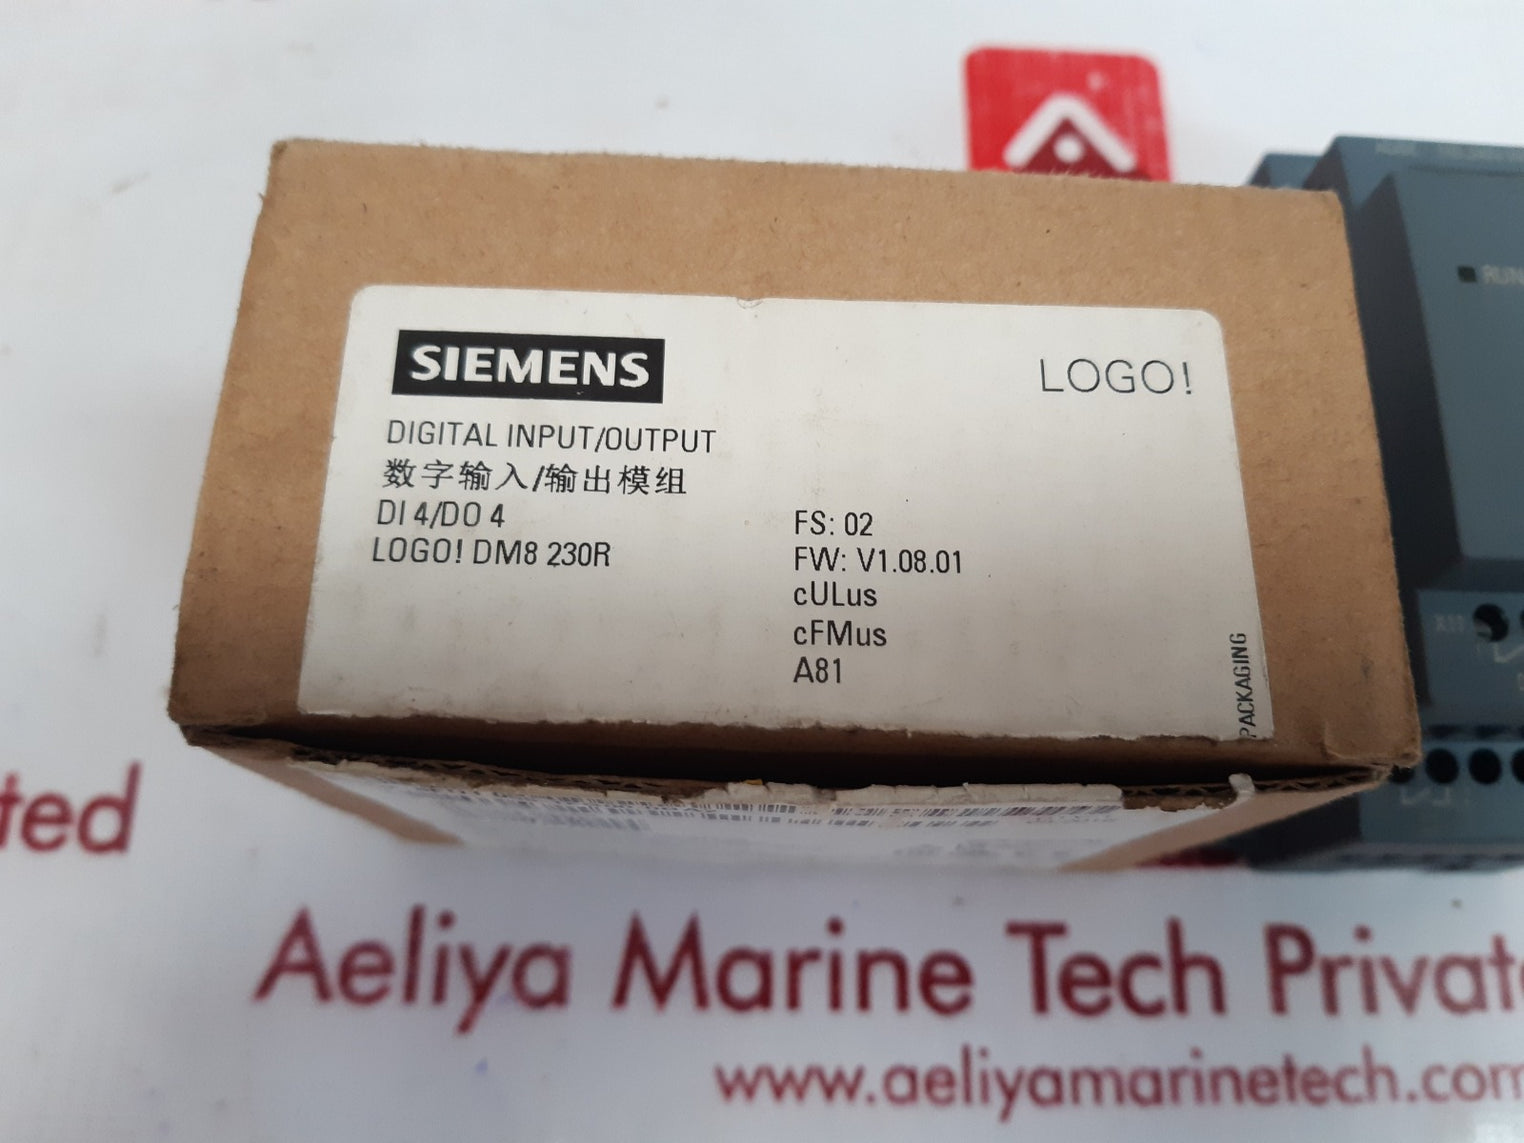 SIEMENS
LOGO!
DIGITAL INPUT/OUTPUT
数字输入/输出模组
DI 4/DO 4
LOGO! DM8 230R
FS: 02
FW: V1.08.01
cULus
cFMus
A81
PACKAGING
RUN
ted
Aeliya Marine Tech Private
www.aeliyamarinetech.com